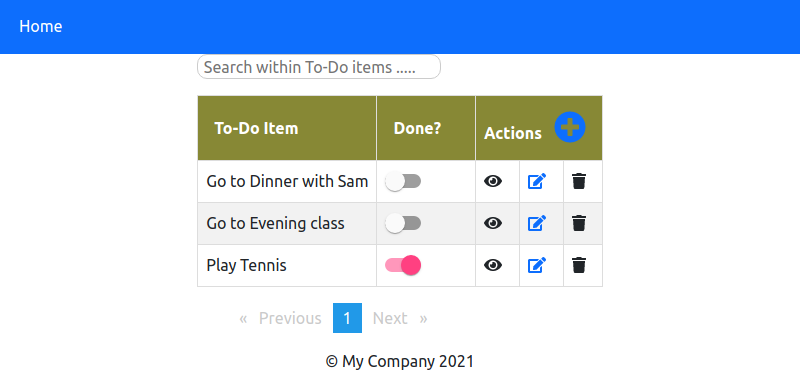 Home
Search within To-Do items .....
To-Do Item Done? Actions
Go to Dinner with Sam
Go to Evening class
Play Tennis
« Previous 1 Next »
© My Company 2021